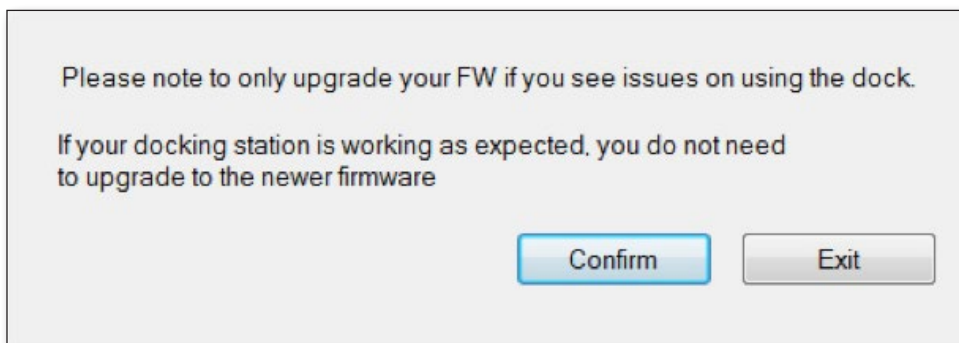 Please note to only upgrade your FW if you see issues on using the dock.
If your docking station is working as expected, you do not need
to upgrade to the newer firmware
Confirm
Exit